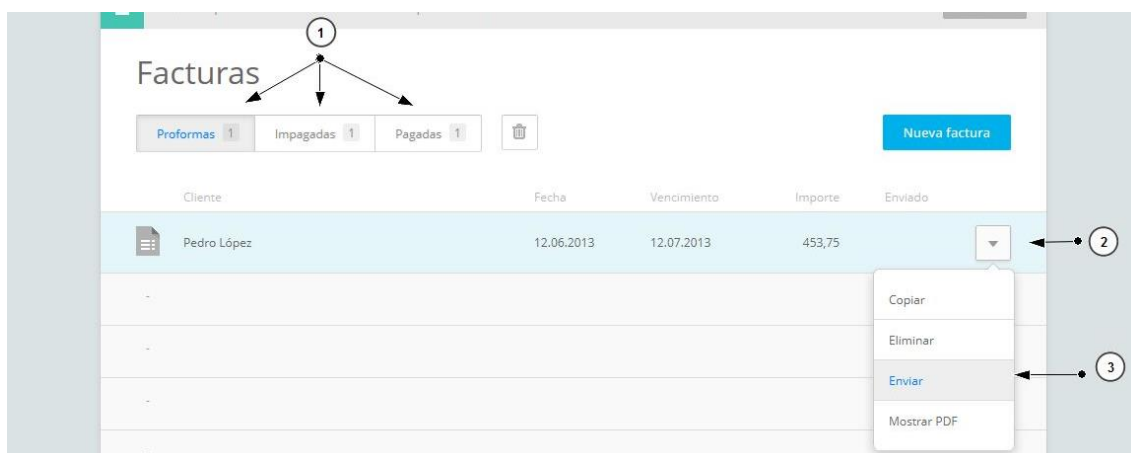 1
Facturas
Proformas 1 Impagadas 1 Pagadas 1 Nueva factura
Cliente Fecha Vencimiento Importe Enviado
Pedro López 12.06.2013 12.07.2013 453,75 2
- Copiar
- Eliminar
Enviar 3
- Mostrar PDF